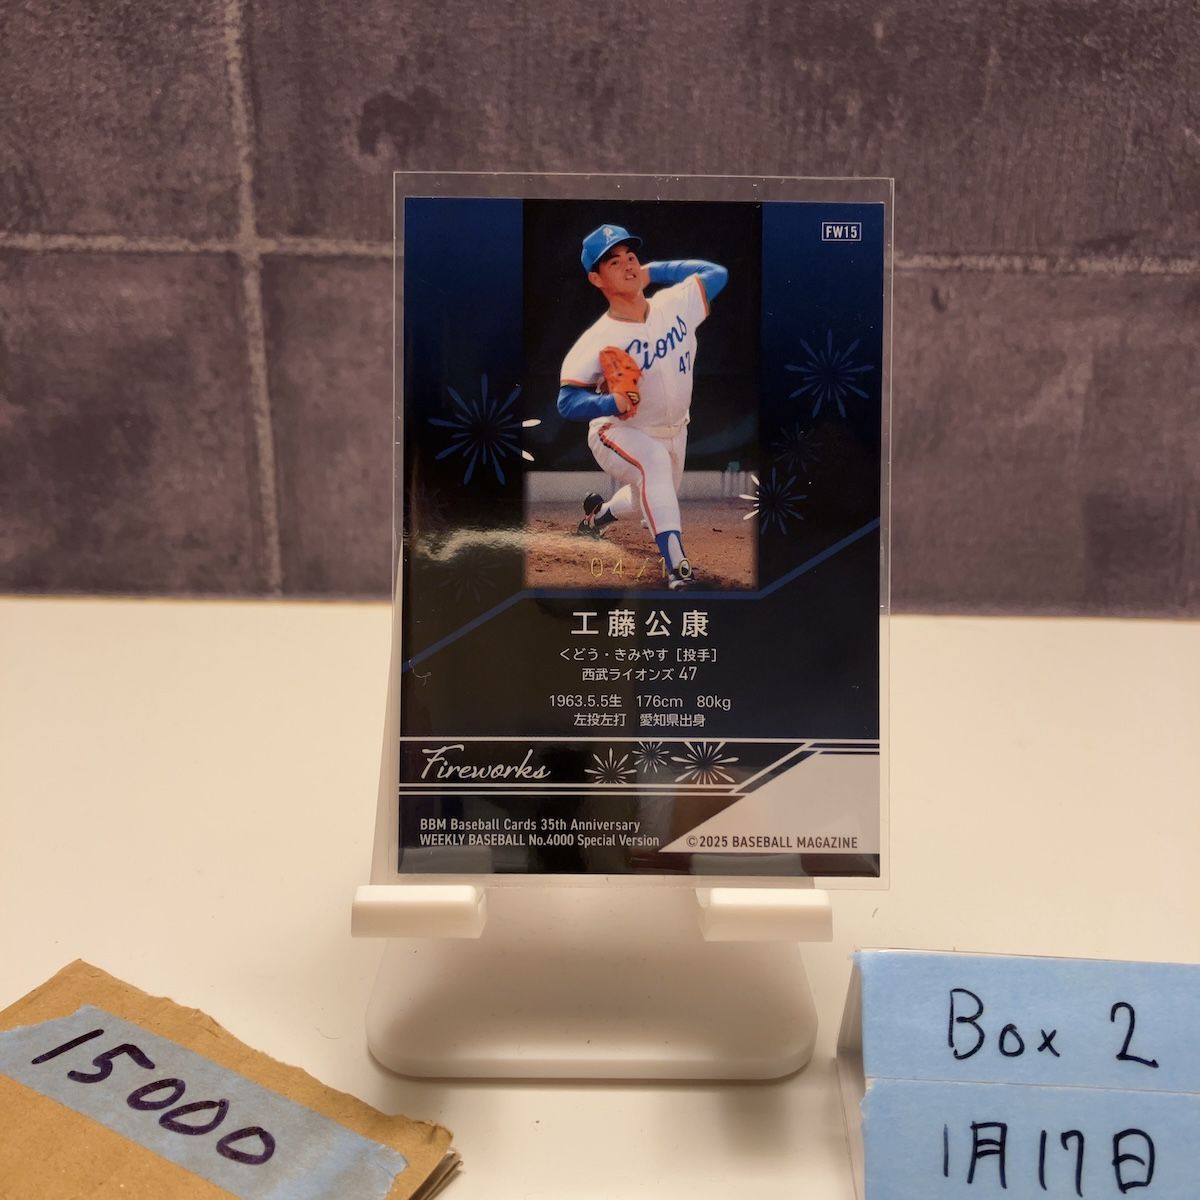 FW15
Lions
47
04/10
工藤公康
くどう・きみやす [投手]
西武ライオンズ 47
1963.5.5生 176cm 80kg
左投左打 愛知県出身
Fireworks
BBM Baseball Cards 35th Anniversary
WEEKLY BASEBALL No.4000 Special Version
©2025 BASEBALL MAGAZINE
15000
Box 2
1月17日